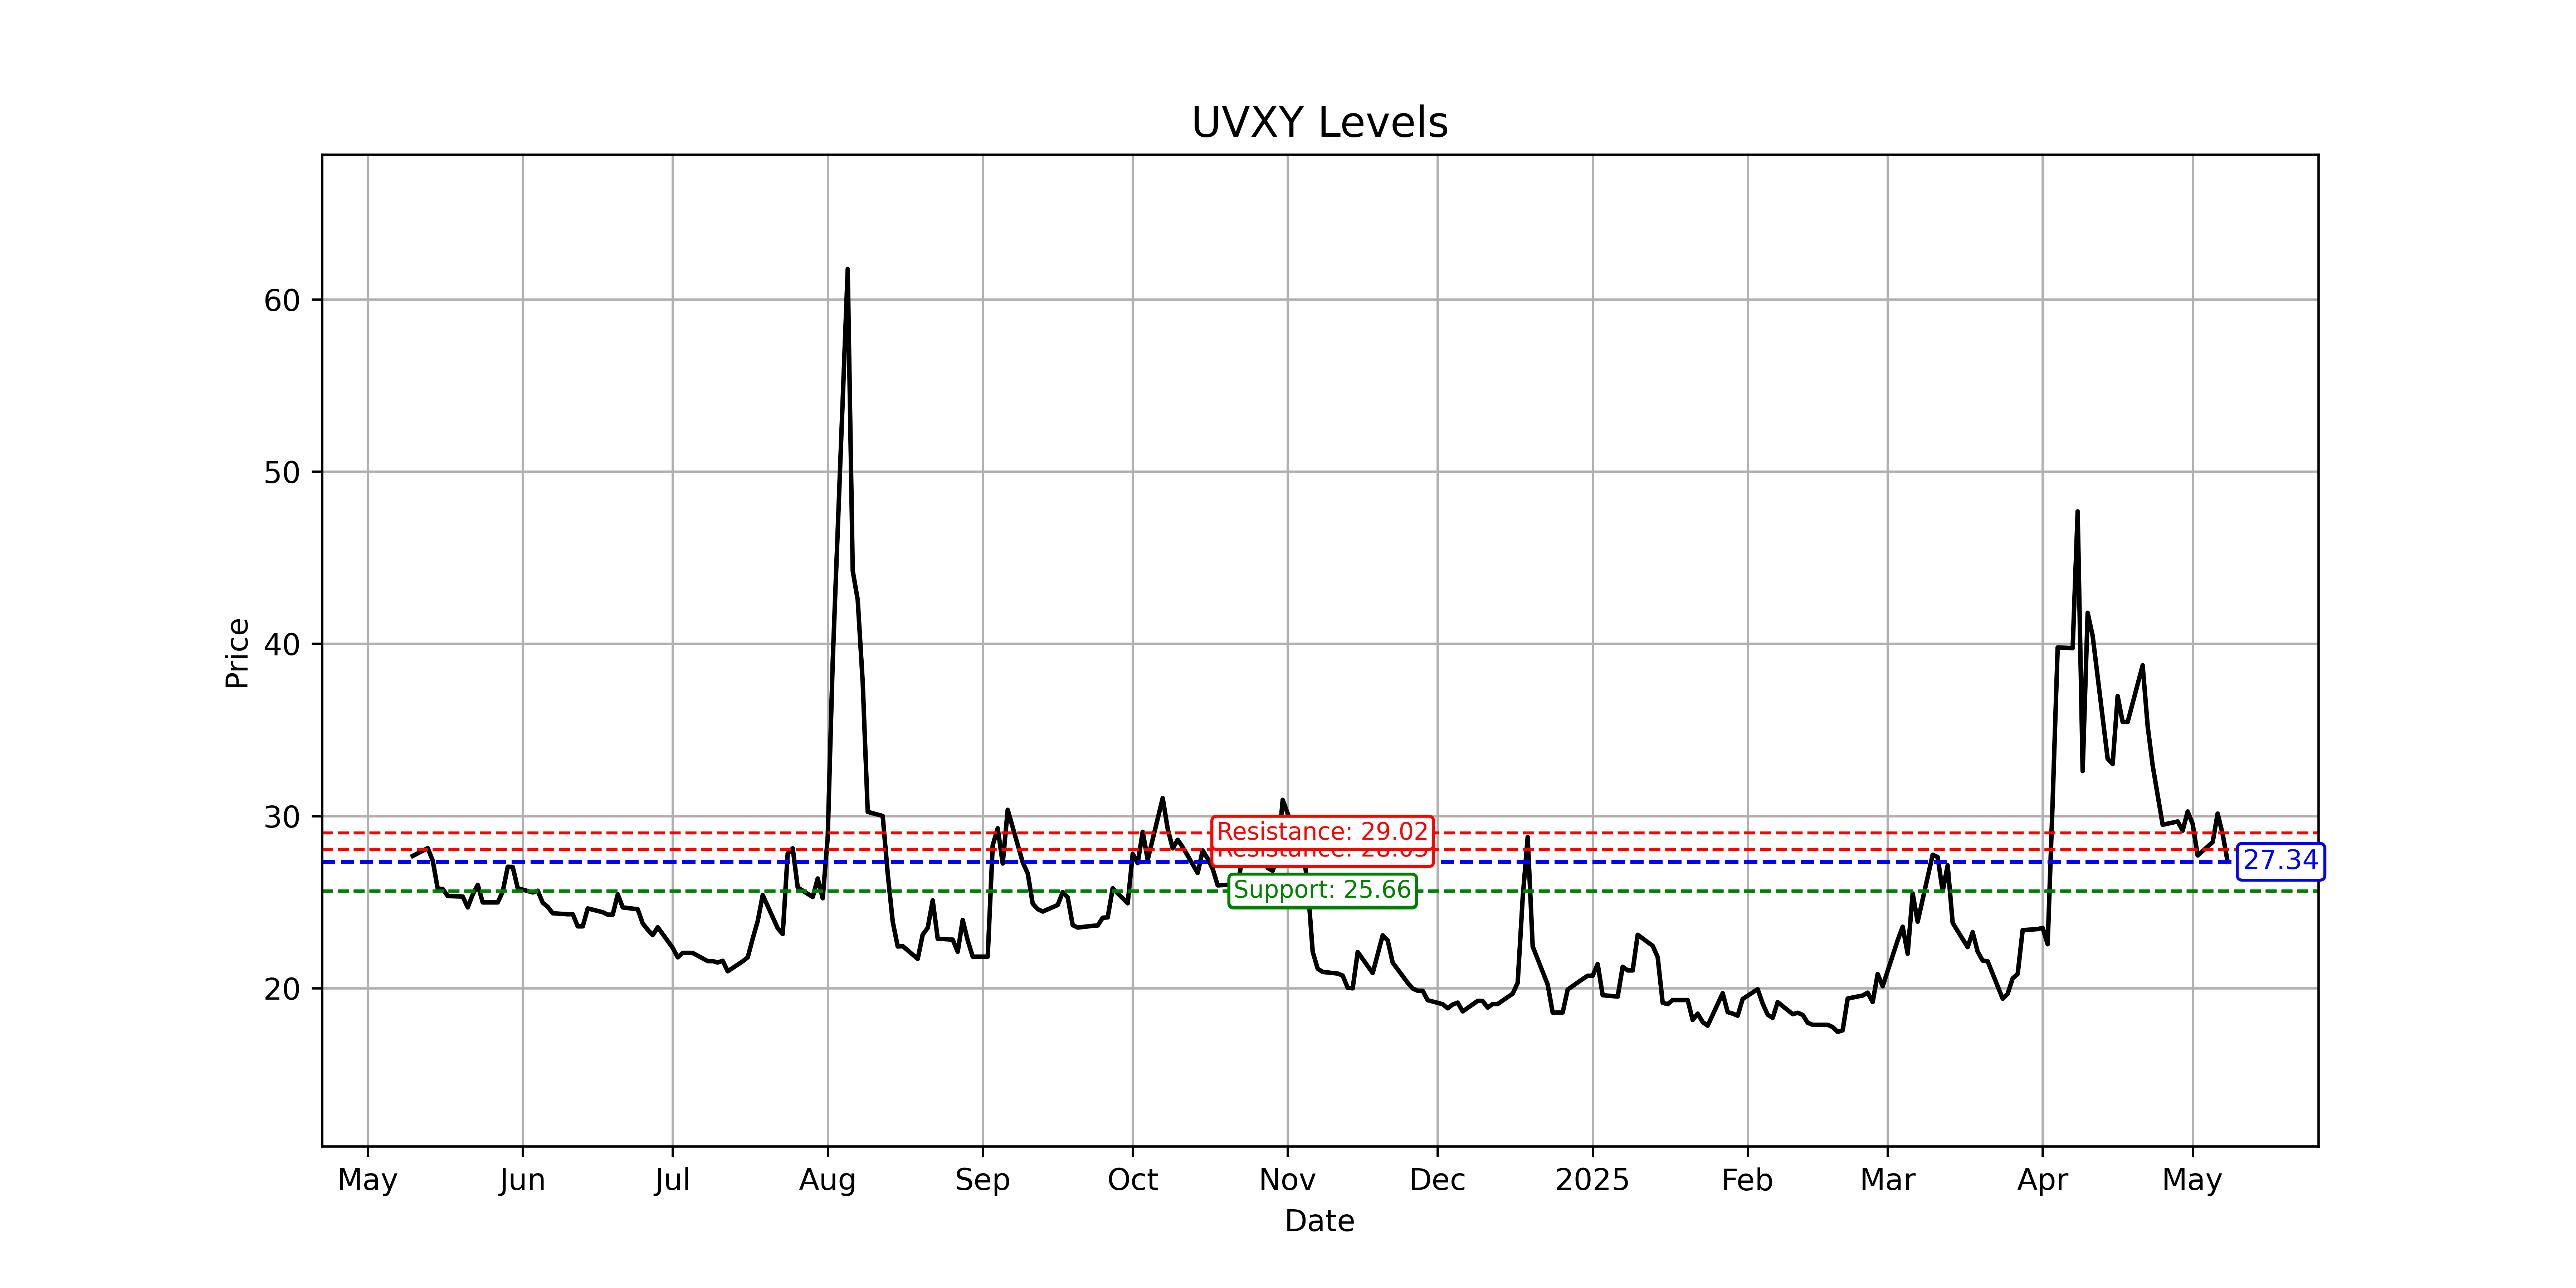 UVXY Levels
Price
60
50
40
30
20
Resistance: 29.02
Support: 25.66
27.34
May Jun Jul Aug Sep Oct Nov Dec 2025 Feb Mar Apr May
Date